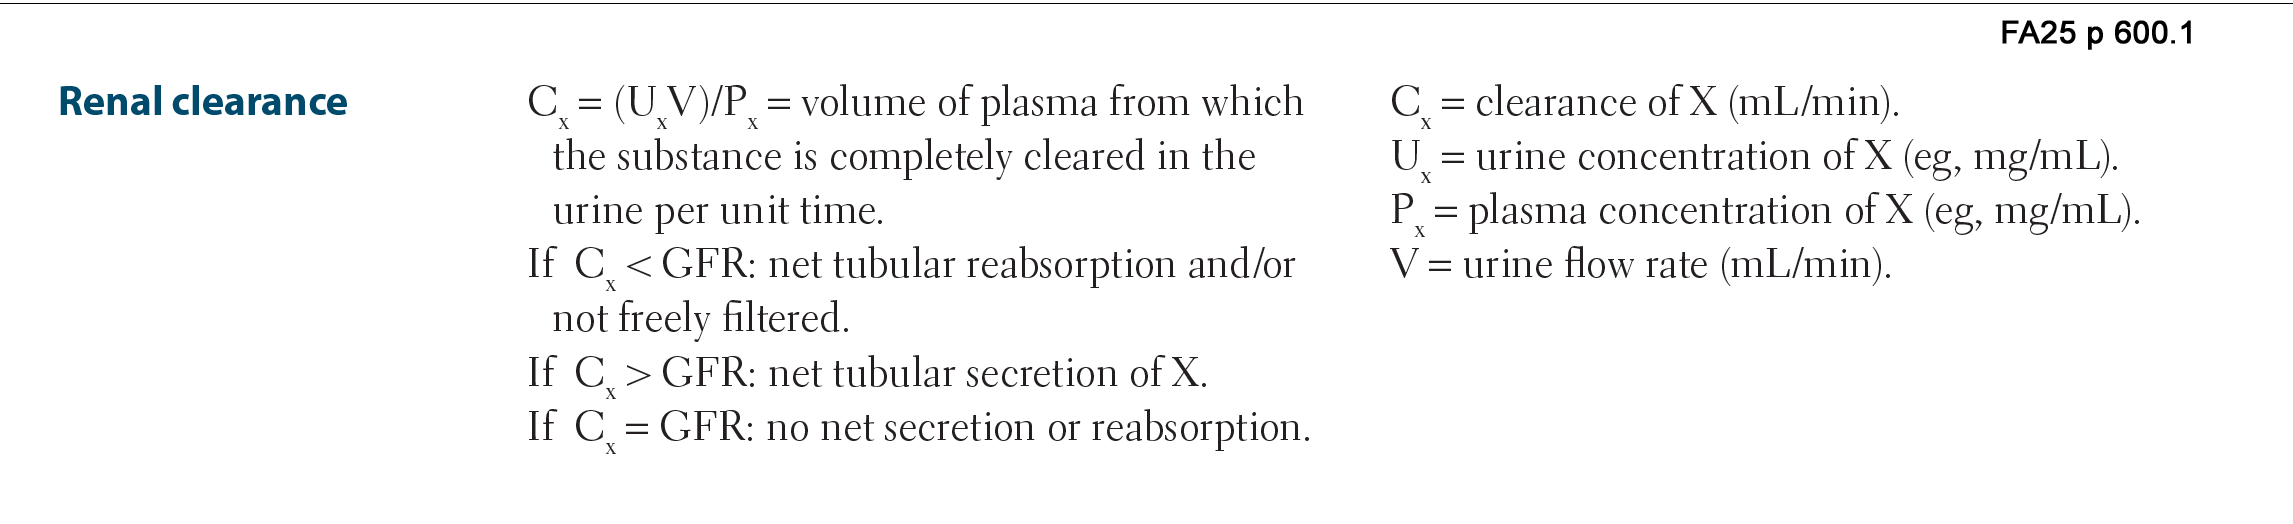 FA25 p 600.1
Renal clearance
Cₓ = (UₓV)/Pₓ = volume of plasma from which
the substance is completely cleared in the
urine per unit time.
If Cₓ < GFR: net tubular reabsorption and/or
not freely filtered.
If Cₓ > GFR: net tubular secretion of X.
If Cₓ = GFR: no net secretion or reabsorption.
Cₓ = clearance of X (mL/min).
Uₓ = urine concentration of X (eg, mg/mL).
Pₓ = plasma concentration of X (eg, mg/mL).
V = urine flow rate (mL/min).